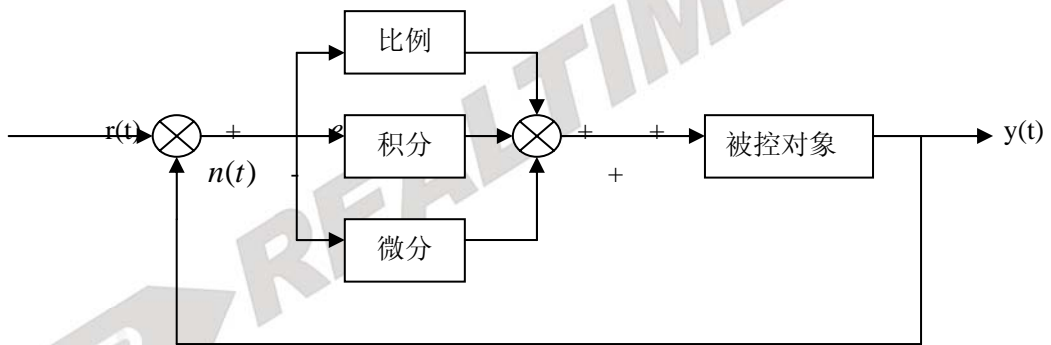 比例
r(t) + e 积分 + + 被控对象 y(t)
n(t) - +
微分
REALTIME